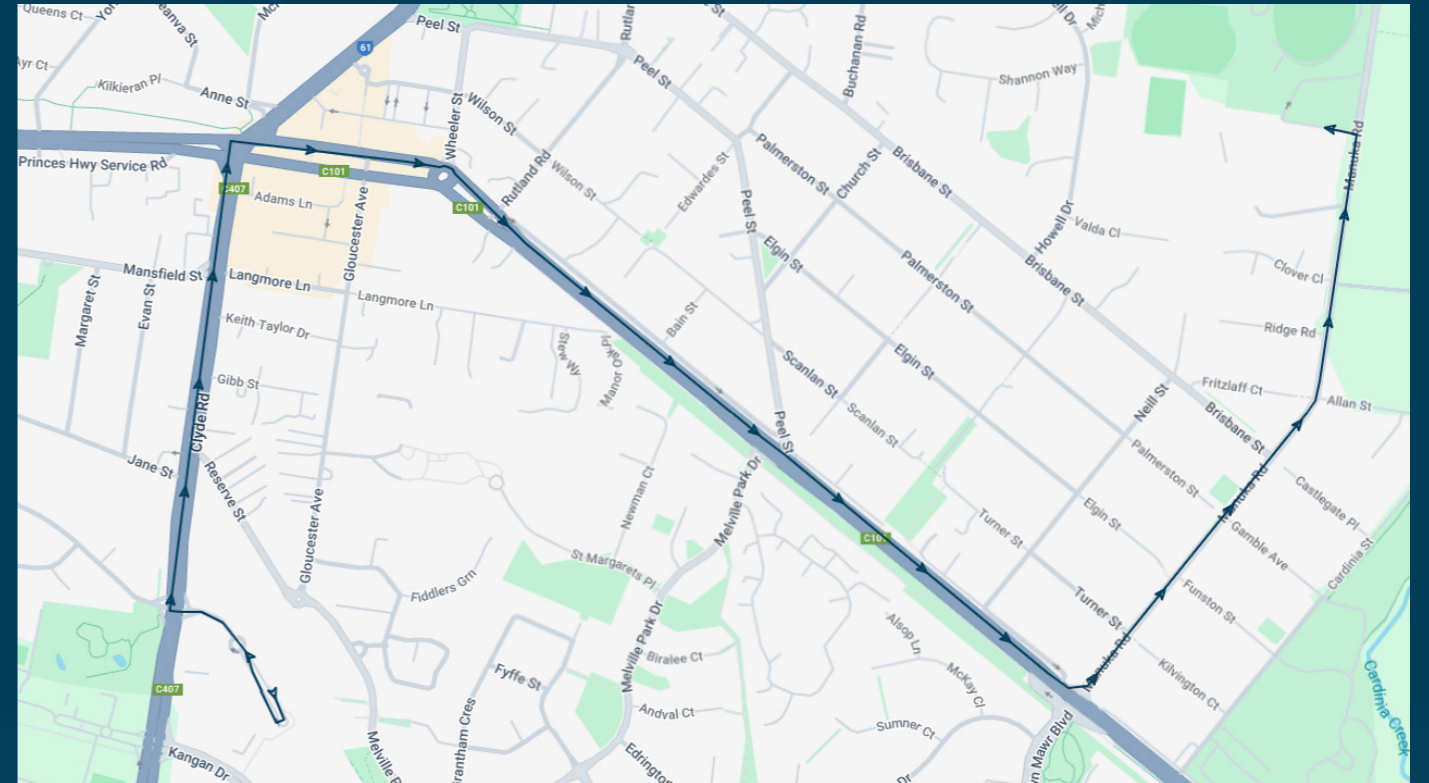 Queens Ct
Peel St
61
Ayr Ct
Kilkieran Pl
Anne St
Wheeler St
Wilson St
Peel St
Buchanan Rd
Shannon Way
Princes Hwy Service Rd
C101
C407
Adams Ln
Gloucester Ave
C101
Rutland Rd
Wilson St
Edwardes St
Palmerston St
Church St
Brisbane St
Manuka Rd
Peel St
Howell Dr
Valda Cl
Elgin St
Palmerston St
Brisbane St
Clover Cl
Mansfield St
Langmore Ln
Langmore Ln
Margaret St
Evan St
Keith Taylor Dr
Bain St
Stew Wy
Manor Oak Pl
Ridge Rd
Gibb St
Scanlan St
Elgin St
Neill St
Fritzlaff Ct
Allan St
Clyde Rd
Scanlan St
Peel St
Brisbane St
Jane St
Reserve St
Gloucester Ave
Newman Ct
Melville Park Dr
Palmerston St
Manuka Rd
Castlegate Pl
Elgin St
Gamble Ave
Turner St
Cardinia St
St Margarets Pl
Fiddlers Grn
Funston St
Turner St
Melville Park Dr
Alsop Ln
Manuka Rd
Biralee Ct
Fyffe St
McKay Cl
Kilvington Ct
C407
Andval Ct
Sumner Ct
Cardinia Creek
Kangan Dr